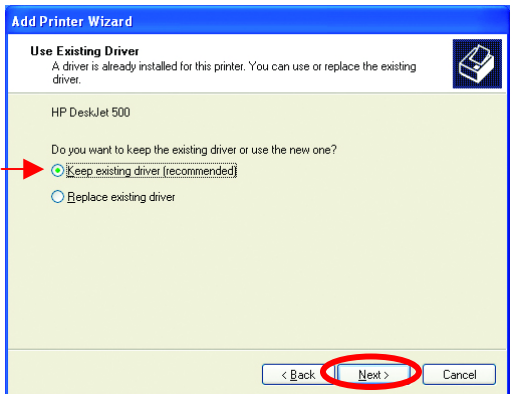 Add Printer Wizard
Use Existing Driver
A driver is already installed for this printer. You can use or replace the existing
driver.
HP DeskJet 500
Do you want to keep the existing driver or use the new one?
Keep existing driver (recommended)
Replace existing driver
< Back
Next >
Cancel